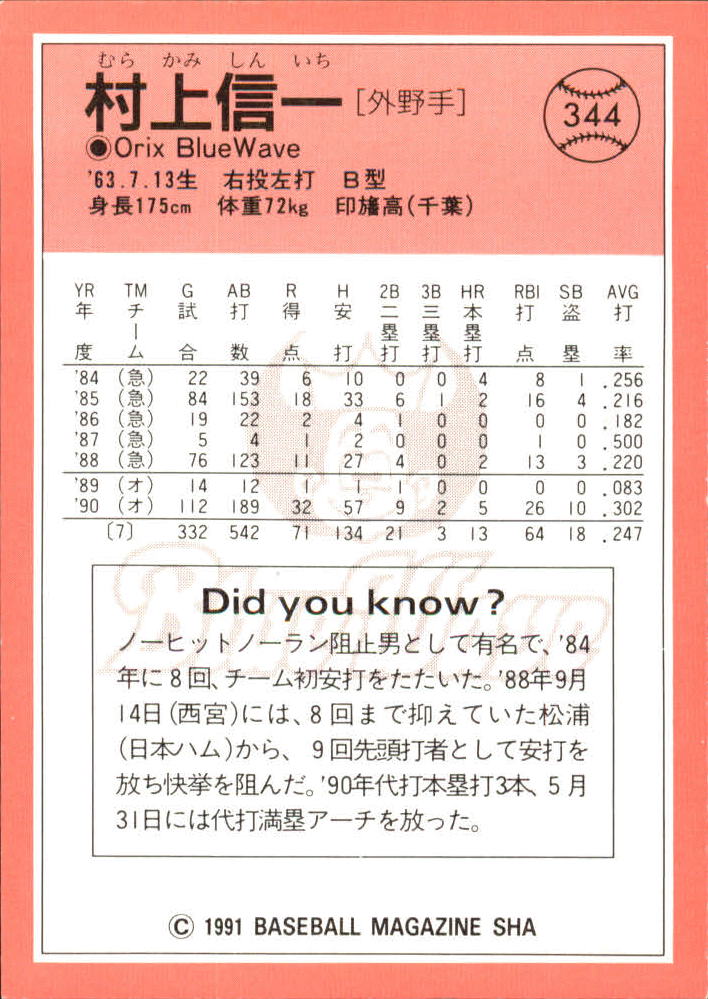 むら かみ しん いち
村上信一 [外野手]
344
●Orix BlueWave
'63.7.13生 右投左打 B型
身長175cm 体重72kg 印旛高(千葉)
YR TM G AB R H 2B 3B HR RBI SB AVG
年度 チーム 試合 打数 得点 安打 二塁打 三塁打 本塁打 打点 盗塁 打率
'84 (急) 22 39 6 10 0 0 4 8 1 .256
'85 (急) 84 153 18 33 6 1 2 16 4 .216
'86 (急) 19 22 2 4 1 0 0 0 0 .182
'87 (急) 5 4 1 2 0 0 0 1 0 .500
'88 (急) 76 123 11 27 4 0 2 13 3 .220
'89 (オ) 14 12 1 1 0 0 0 0 .083
'90 (オ) 112 189 32 57 9 2 5 26 10 .302
〔7〕 332 542 71 134 21 3 13 64 18 .247
Did you know?
ノーヒットノーラン阻止男として有名で、'84
年に8回、チーム初安打をたたいた。'88年9月
14日(西宮)には、8回まで抑えていた松浦
(日本ハム)から、9回先頭打者として安打を
放ち快挙を阻んだ。'90年代打本塁打3本、5月
31日には代打満塁アーチを放った。
BlueWave
© 1991 BASEBALL MAGAZINE SHA